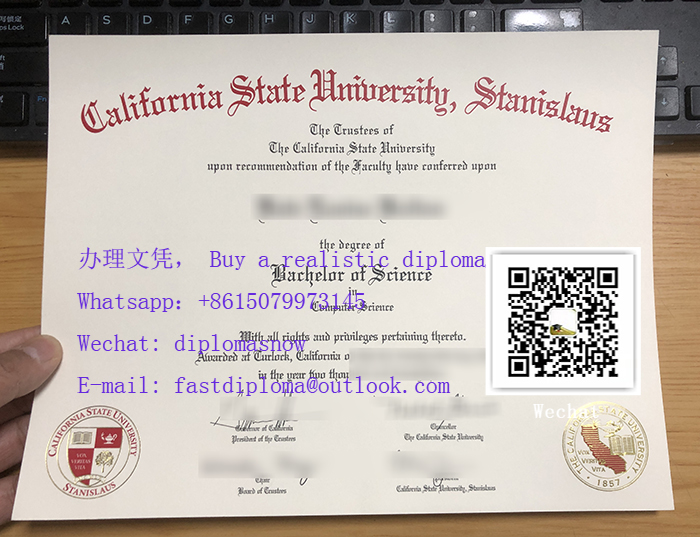 California State University, Stanislaus
The Trustees of
The California State University
upon recommendation of the Faculty have conferred upon
the degree of
办理文凭， Buy a realistic diploma
Bachelor of Science
in
Whatsapp：+8615079973145
Computer Science
With all rights and privileges pertaining thereto.
Wechat: diplomashow
Awarded at Turlock, California
in the year two
E-mail: fastdiploma@outlook.com
Wechat
Governor of California
President of the Trustees
Chancellor
The California State University
Chair
Board of Trustees
California State University, Stanislaus
CALIFORNIA STATE UNIVERSITY
VOX
VERITAS
VITA
STANISLAUS
THE CALIFORNIA STATE UNIVERSITY
VOX
VERITAS
VITA
1857